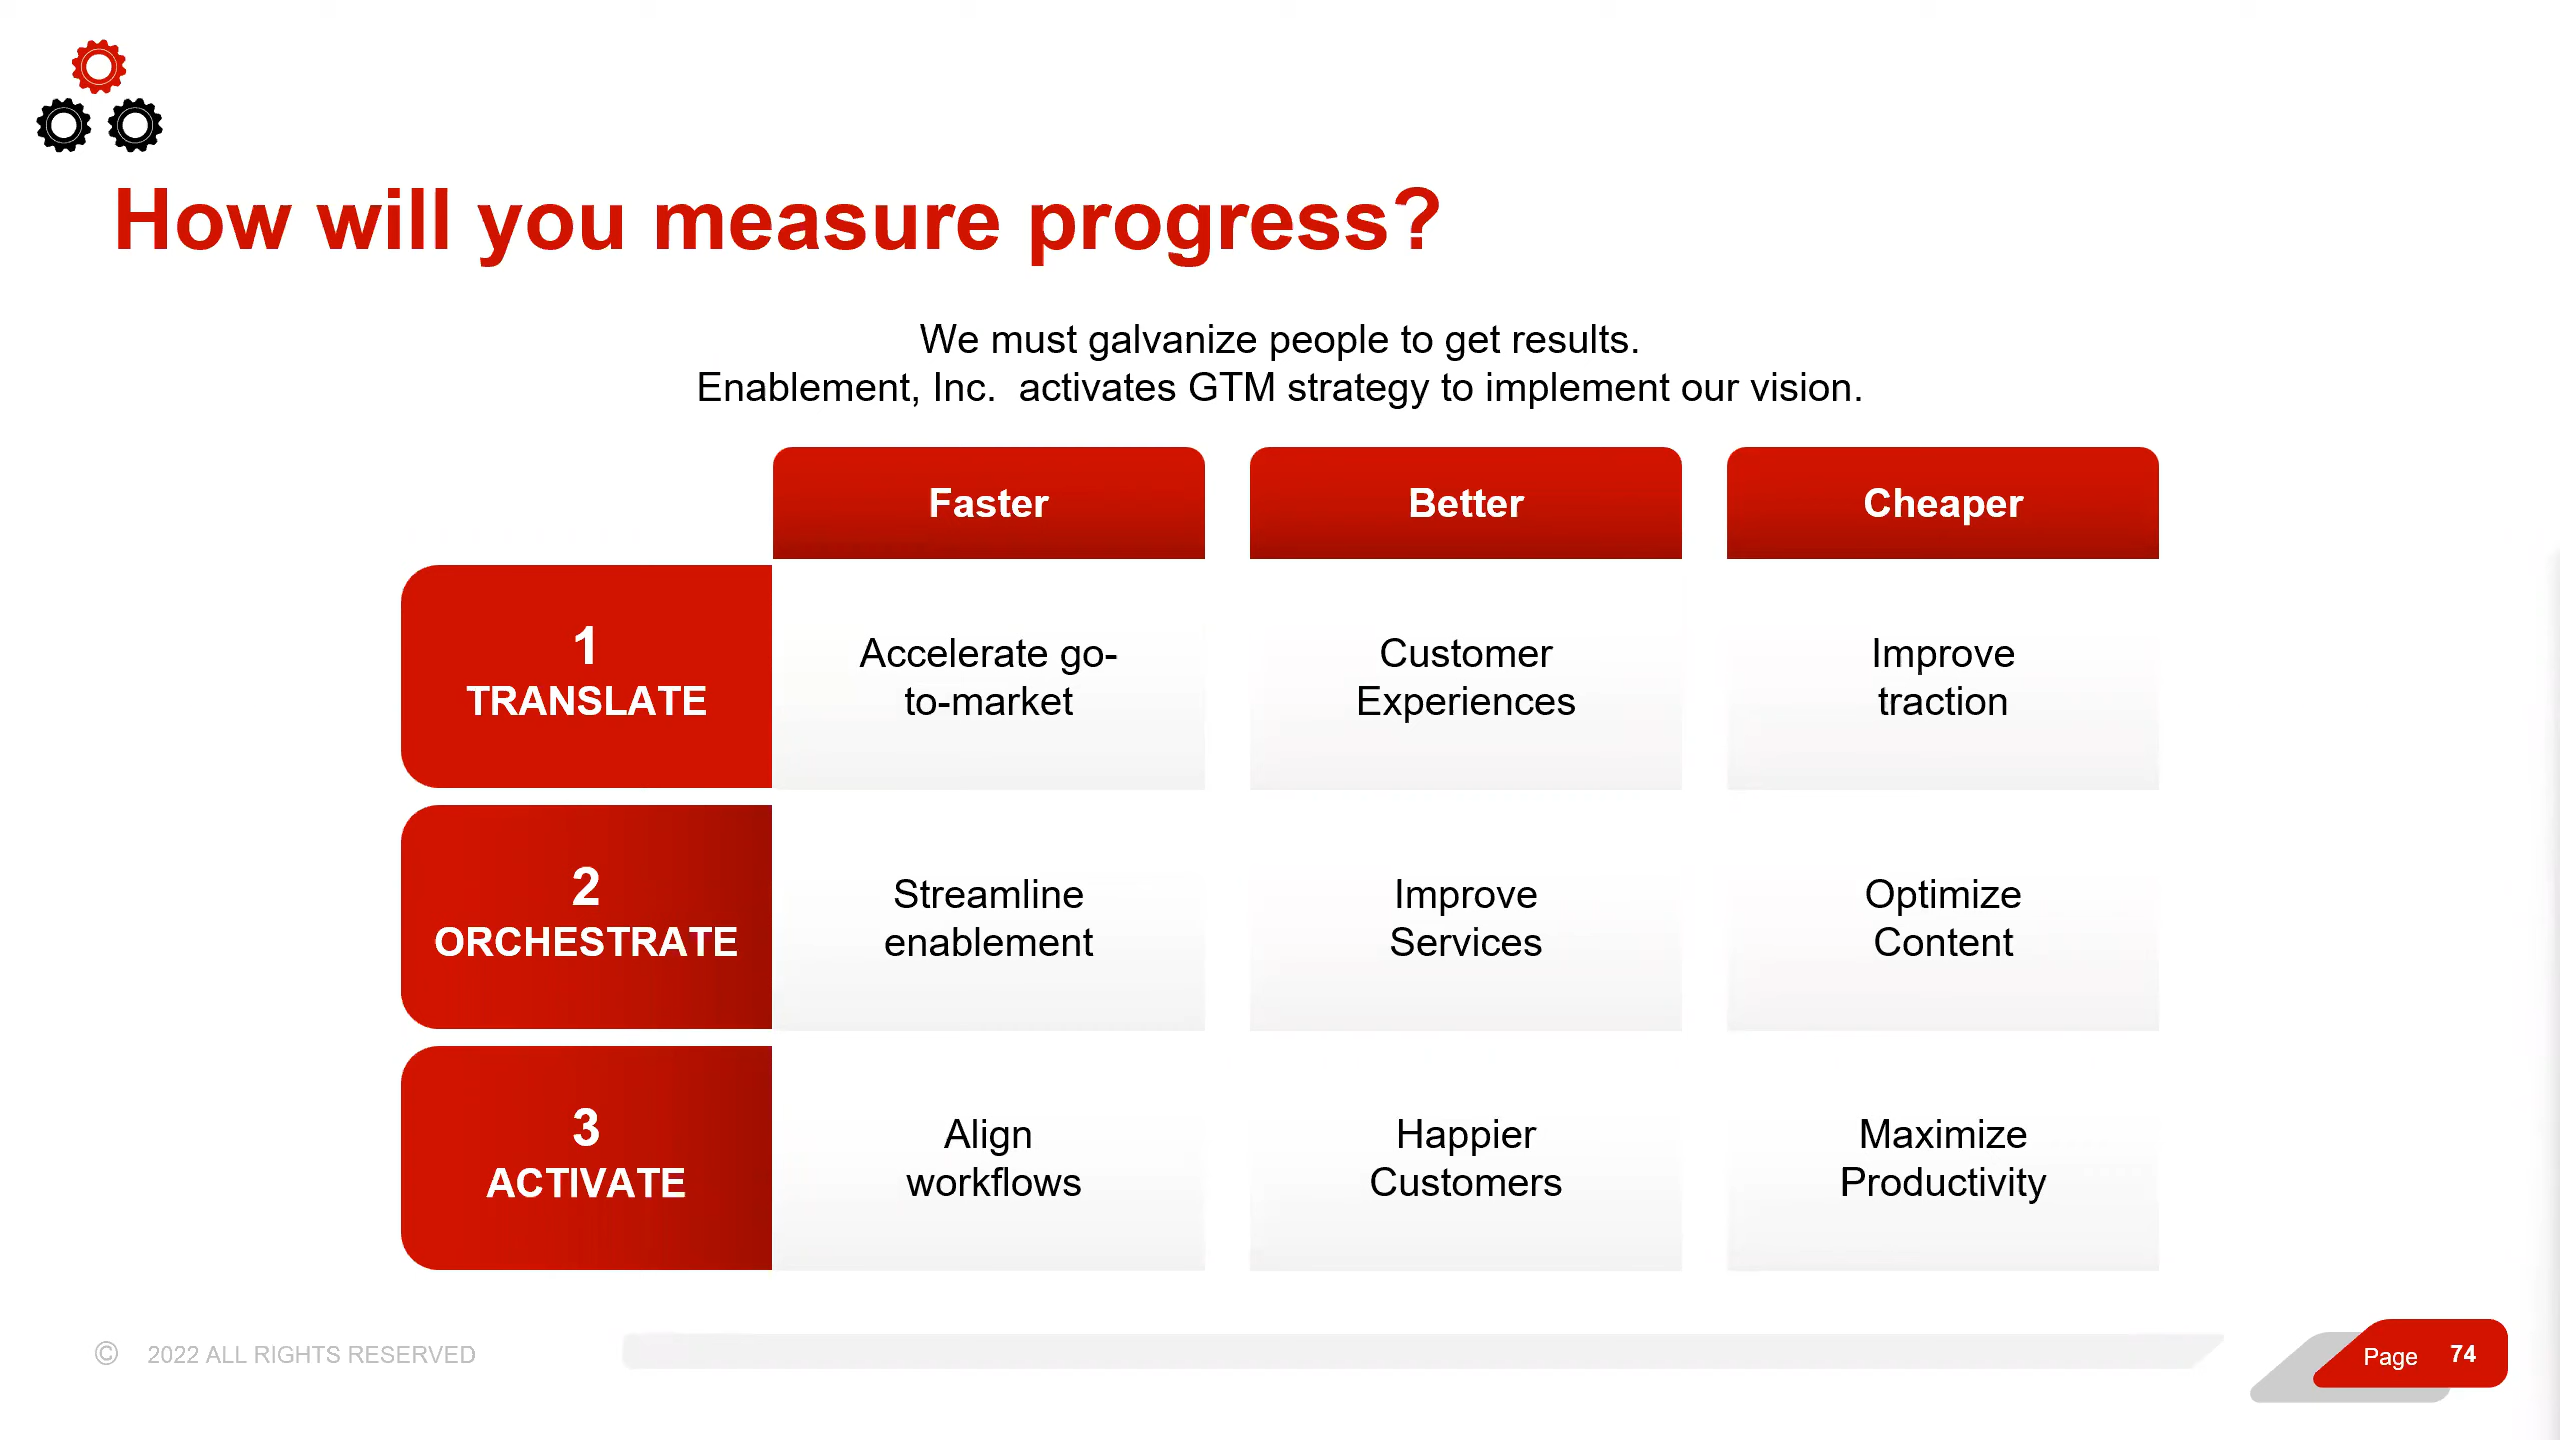 How will you measure progress?
We must galvanize people to get results.
Enablement, Inc.  activates GTM strategy to implement our vision.
Faster
Better
Cheaper
1
TRANSLATE
Accelerate go-
to-market
Customer
Experiences
Improve
traction
2
ORCHESTRATE
Streamline
enablement
Improve
Services
Optimize
Content
3
ACTIVATE
Align
workflows
Happier
Customers
Maximize
Productivity
© 2022 ALL RIGHTS RESERVED
Page 74